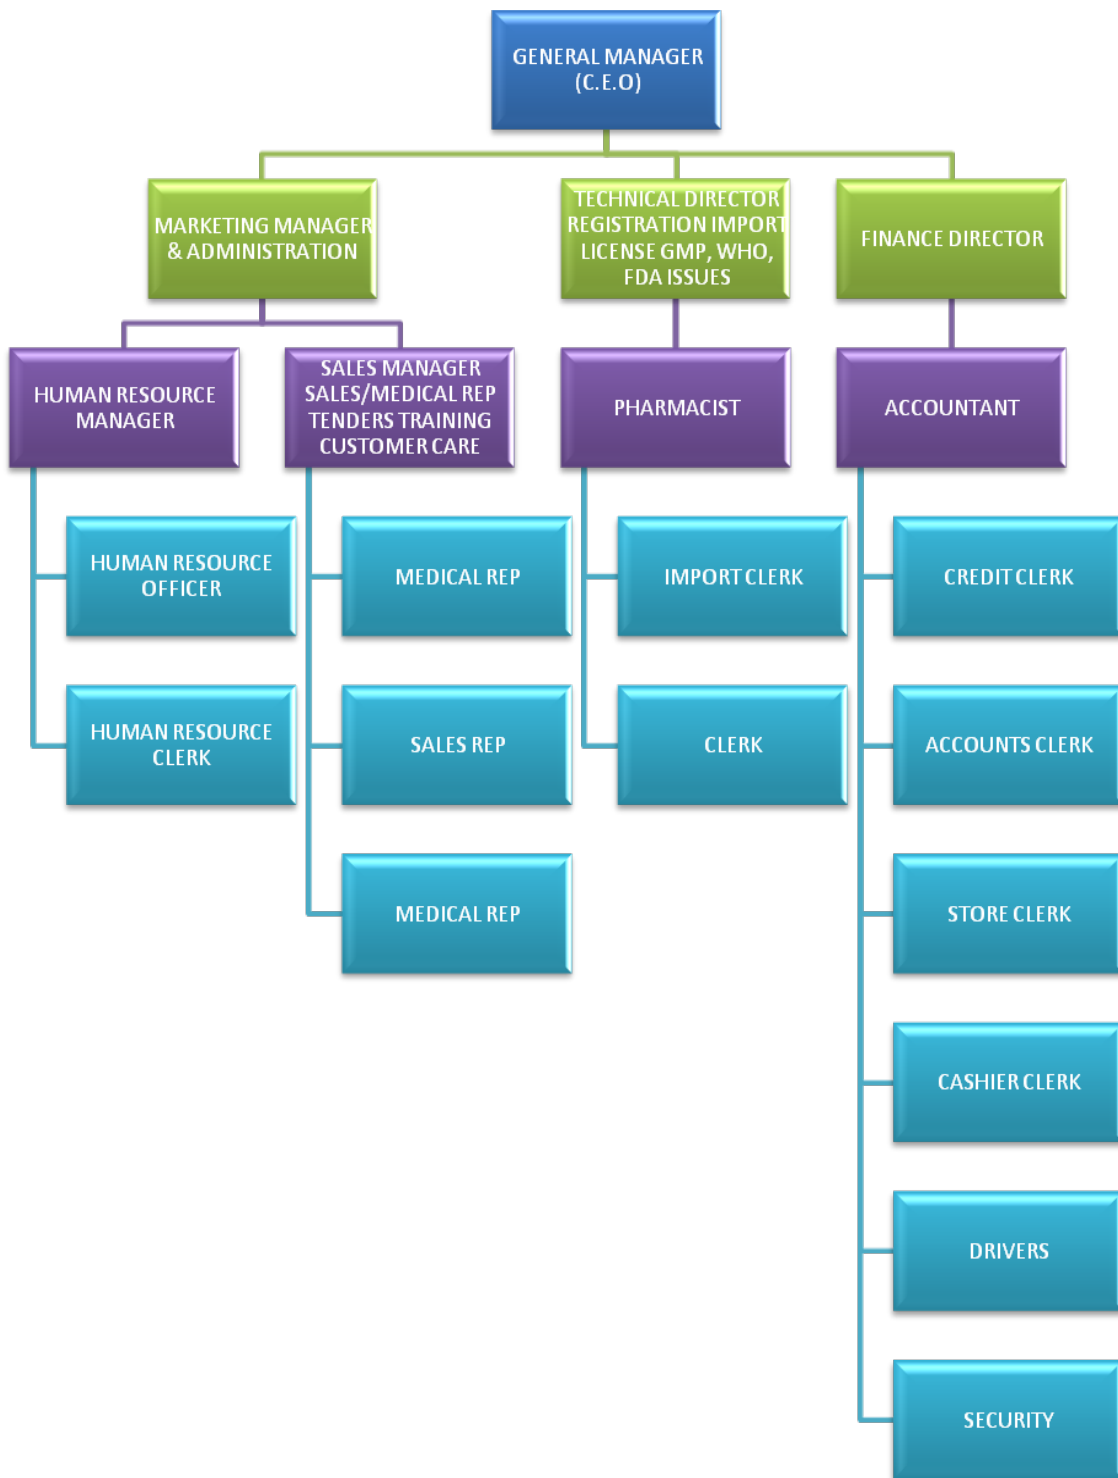 GENERAL MANAGER
(C.E.O)
MARKETING MANAGER
& ADMINISTRATION
TECHNICAL DIRECTOR
REGISTRATION IMPORT
LICENSE GMP, WHO,
FDA ISSUES
FINANCE DIRECTOR
HUMAN RESOURCE
MANAGER
SALES MANAGER
SALES/MEDICAL REP
TENDERS TRAINING
CUSTOMER CARE
PHARMACIST
ACCOUNTANT
HUMAN RESOURCE
OFFICER
MEDICAL REP
IMPORT CLERK
CREDIT CLERK
HUMAN RESOURCE
CLERK
SALES REP
CLERK
ACCOUNTS CLERK
MEDICAL REP
STORE CLERK
CASHIER CLERK
DRIVERS
SECURITY